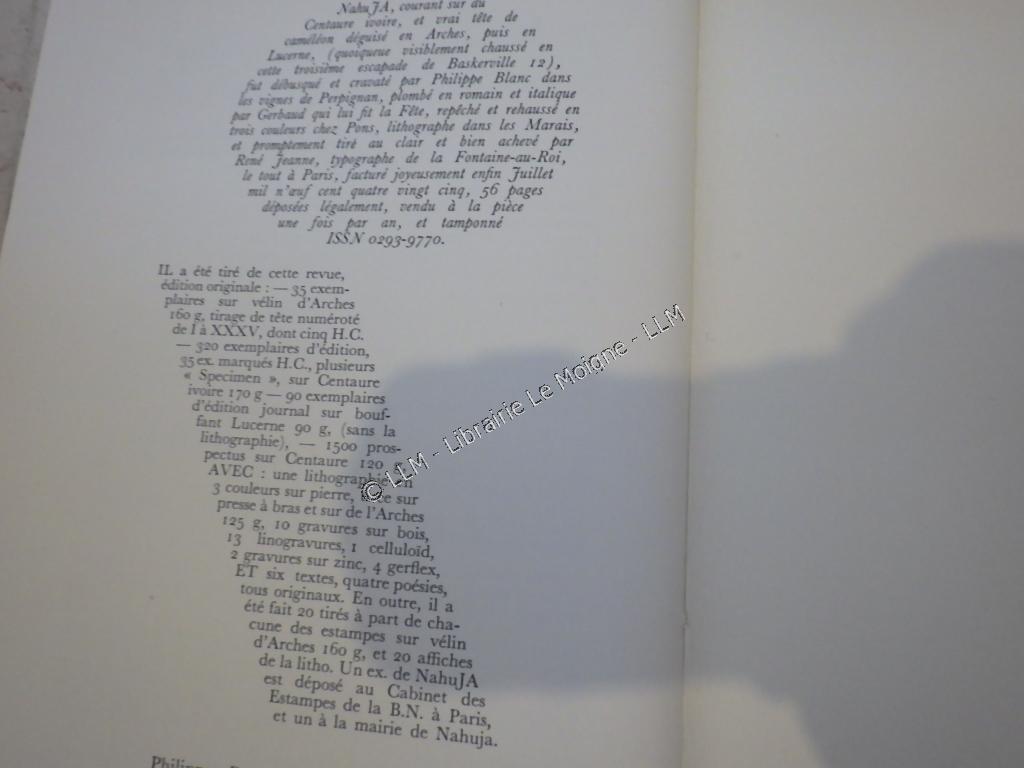 NahuJA, courant sur du
Centaure ivoire, et vrai tête de
caméléon déguisé en Arches, puis en
Lucerne, (quoiqueue visiblement chaussé en
cette troisième escapade de Baskerville 12),
fut débusqué et cravaté par Philippe Blanc dans
les vignes de Perpignan, plombé en romain et italique
par Gerbaud qui lui fit la Fête, repêché et rehaussé en
trois couleurs chez Pons, lithographe dans les Marais,
et promptement tiré au clair et bien achevé par
René Jeanne, typographe de la Fontaine-au-Roi,
le tout à Paris, facturé joyeusement enfin Juillet
mil n'œuf cent quatre vingt cinq, 56 pages
déposées légalement, vendu à la pièce
une fois par an, et tamponné
ISSN 0293-9770.
IL a été tiré de cette revue,
édition originale : — 35 exem-
plaires sur vélin d'Arches
160 g, tirage de tête numéroté
de I à XXXV, dont cinq H.C.
— 320 exemplaires d'édition,
35 ex. marqués H.C., plusieurs
« Specimen », sur Centaure
ivoire 170 g — 90 exemplaires
d'édition journal sur bouf-
fant Lucerne 90 g, (sans la
lithographie), — 1500 pros-
pectus sur Centaure 120 g
AVEC : une lithographie en
3 couleurs sur pierre, sur
presse à bras et sur de l'Arches
125 g, 10 gravures sur bois,
13 linogravures, 1 celluloïd,
2 gravures sur zinc, 4 gerflex,
ET six textes, quatre poésies,
tous originaux. En outre, il a
été fait 20 tirés à part de cha-
cune des estampes sur vélin
d'Arches 160 g, et 20 affiches
de la litho. Un ex. de NahuJA
est déposé au Cabinet des
Estampes de la B.N. à Paris,
et un à la mairie de Nahuja.
© LLM - Librairie Le Moigne - LLM